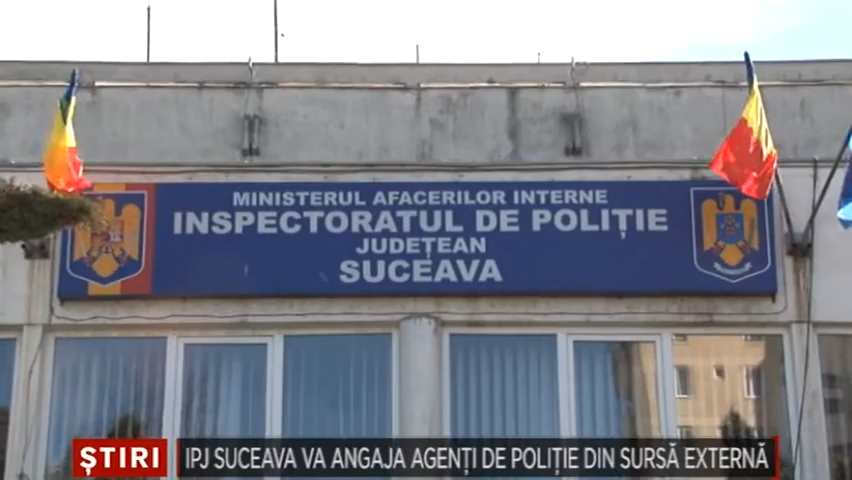 MINISTERUL AFACERILOR INTERNE
INSPECTORATUL DE POLIȚIE
JUDEȚEAN
SUCEAVA
ȘTIRI IPJ SUCEAVA VA ANGAJA AGENȚI DE POLIȚIE DIN SURSĂ EXTERNĂ